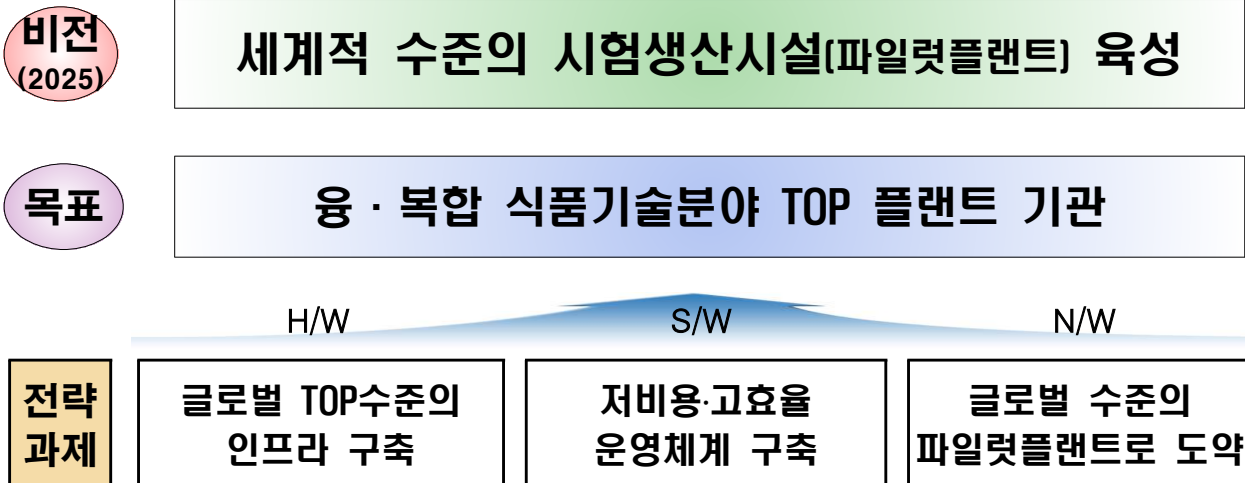 비전
(2025)
세계적 수준의 시험생산시설(파일럿플랜트) 육성
목표
융·복합 식품기술분야 TOP 플랜트 기관
H/W
S/W
N/W
전략
과제
글로벌 TOP수준의
인프라 구축
저비용·고효율
운영체계 구축
글로벌 수준의
파일럿플랜트로 도약